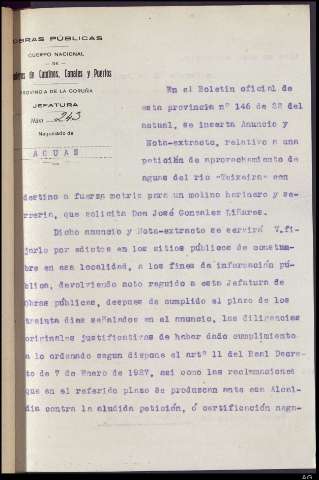 OBRAS PÚBLICAS
CUERPO NACIONAL
DE
de Caminos, Canales y Puertos
PROVINCIA DE LA CORUÑA
JEFATURA
Núm 243
Negociado de
AGUAS
En el Boletin oficial de
esta provincia nº 146 de 28 del
actual, se inserta Anuncio y
Nota-extracto, relativo a una
petición de aprovechamiento de
aguas del rio "Teixeira" con
destino a fuerza motriz para un molino harinero y se-
rreria, que solicita Don José Gonzalez Liñares.
Dicho anuncio y Nota-extracto se servirá V.fi-
jarlo por edictos en los sitios públicos de costum-
bre en esa localidad, a los fines de información pú-
blica, devolviendo acto seguido a esta Jefatura de
Obras públicas, despues de cumplido el plazo de los
treinta dias señalados en el anuncio, las diligencias
originales justificativas de haber dado cumplimiento
a lo ordenado segun dispone el artº 11 del Real Decre-
to de 7 de Enero de 1927, asi como las reclamaciones
que en el referido plazo se produzcan ante esa Alcal-
dia contra la aludida petición, ó certificación nega-
AG